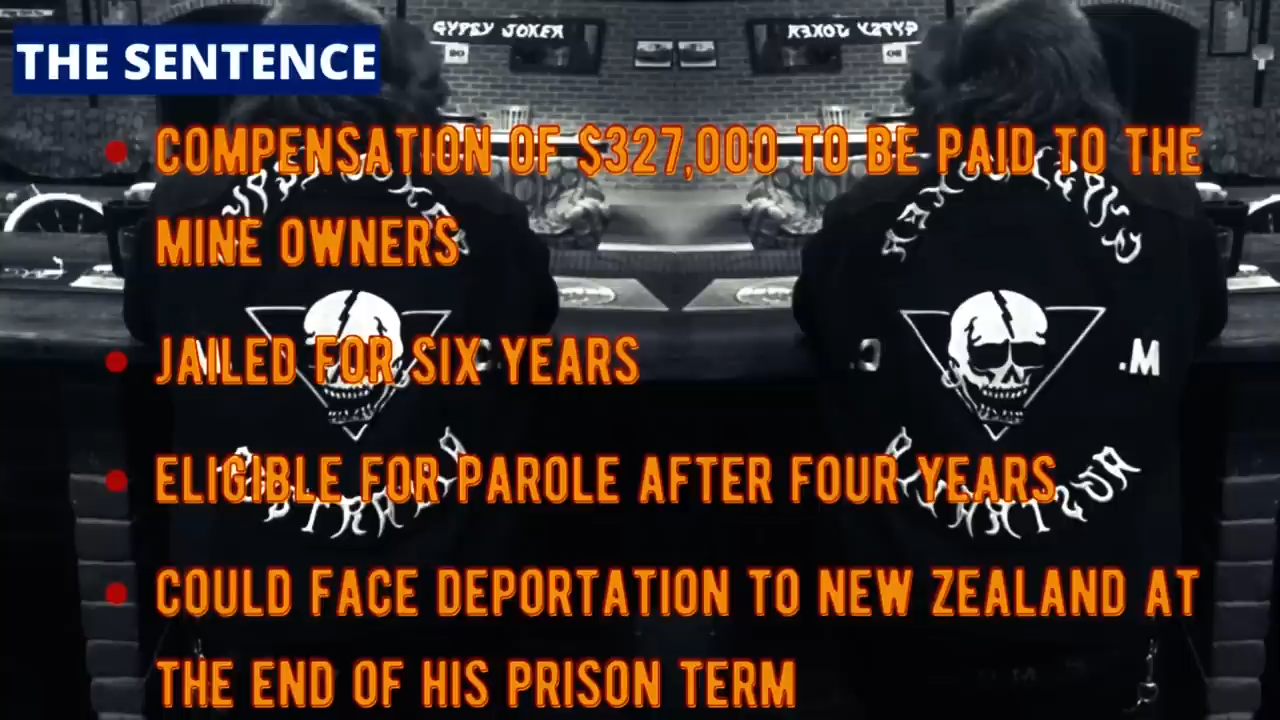 GYPSY JOKER
THE SENTENCE
• COMPENSATION OF $327,000 TO BE PAID TO THE
MINE OWNERS
• JAILED FOR SIX YEARS
• ELIGIBLE FOR PAROLE AFTER FOUR YEARS
• COULD FACE DEPORTATION TO NEW ZEALAND AT
THE END OF HIS PRISON TERM
.M